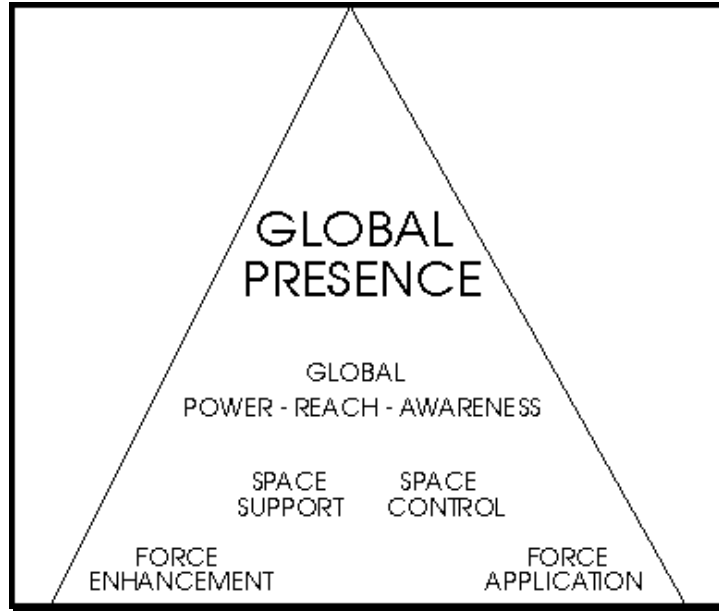 GLOBAL
PRESENCE
GLOBAL
POWER - REACH - AWARENESS
SPACE
SUPPORT
SPACE
CONTROL
FORCE
ENHANCEMENT
FORCE
APPLICATION